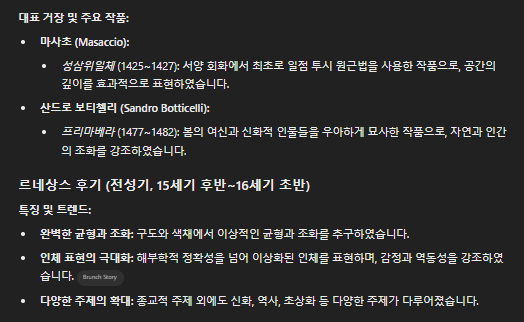 대표 거장 및 주요 작품:
• 마사초 (Masaccio):
• 성삼위일체 (1425~1427): 서양 회화에서 최초로 일점 투시 원근법을 사용한 작품으로, 공간의
깊이를 효과적으로 표현하였습니다.
• 산드로 보티첼리 (Sandro Botticelli):
• 프리마베라 (1477~1482): 봄의 여신과 신화적 인물들을 우아하게 묘사한 작품으로, 자연과 인간
의 조화를 강조하였습니다.
르네상스 후기 (전성기, 15세기 후반~16세기 초반)
특징 및 트렌드:
• 완벽한 균형과 조화: 구도와 색채에서 이상적인 균형과 조화를 추구하였습니다.
• 인체 표현의 극대화: 해부학적 정확성을 넘어 이상화된 인체를 표현하며, 감정과 역동성을 강조하였
습니다. Brunch Story
• 다양한 주제의 확대: 종교적 주제 외에도 신화, 역사, 초상화 등 다양한 주제가 다루어졌습니다.